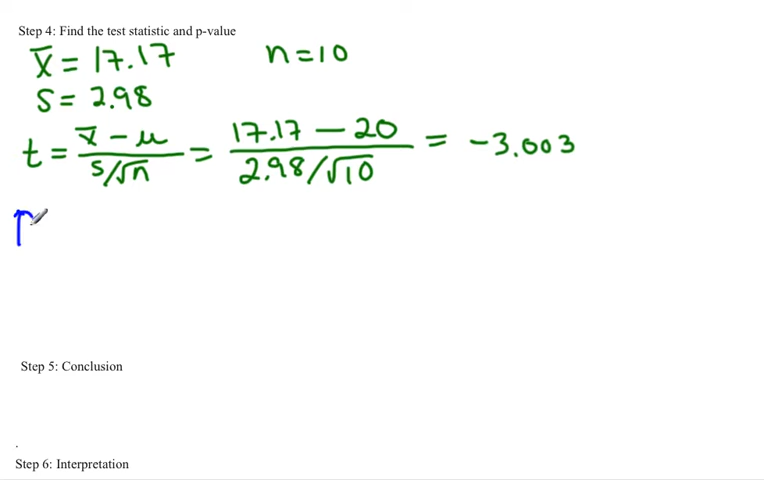 Step 4: Find the test statistic and p-value
x̄ = 17.17 n=10
S = 2.98
t = x̄ - μ / s/√n = 17.17 - 20 / 2.98/√10 = -3.003
Step 5: Conclusion
.
Step 6: Interpretation